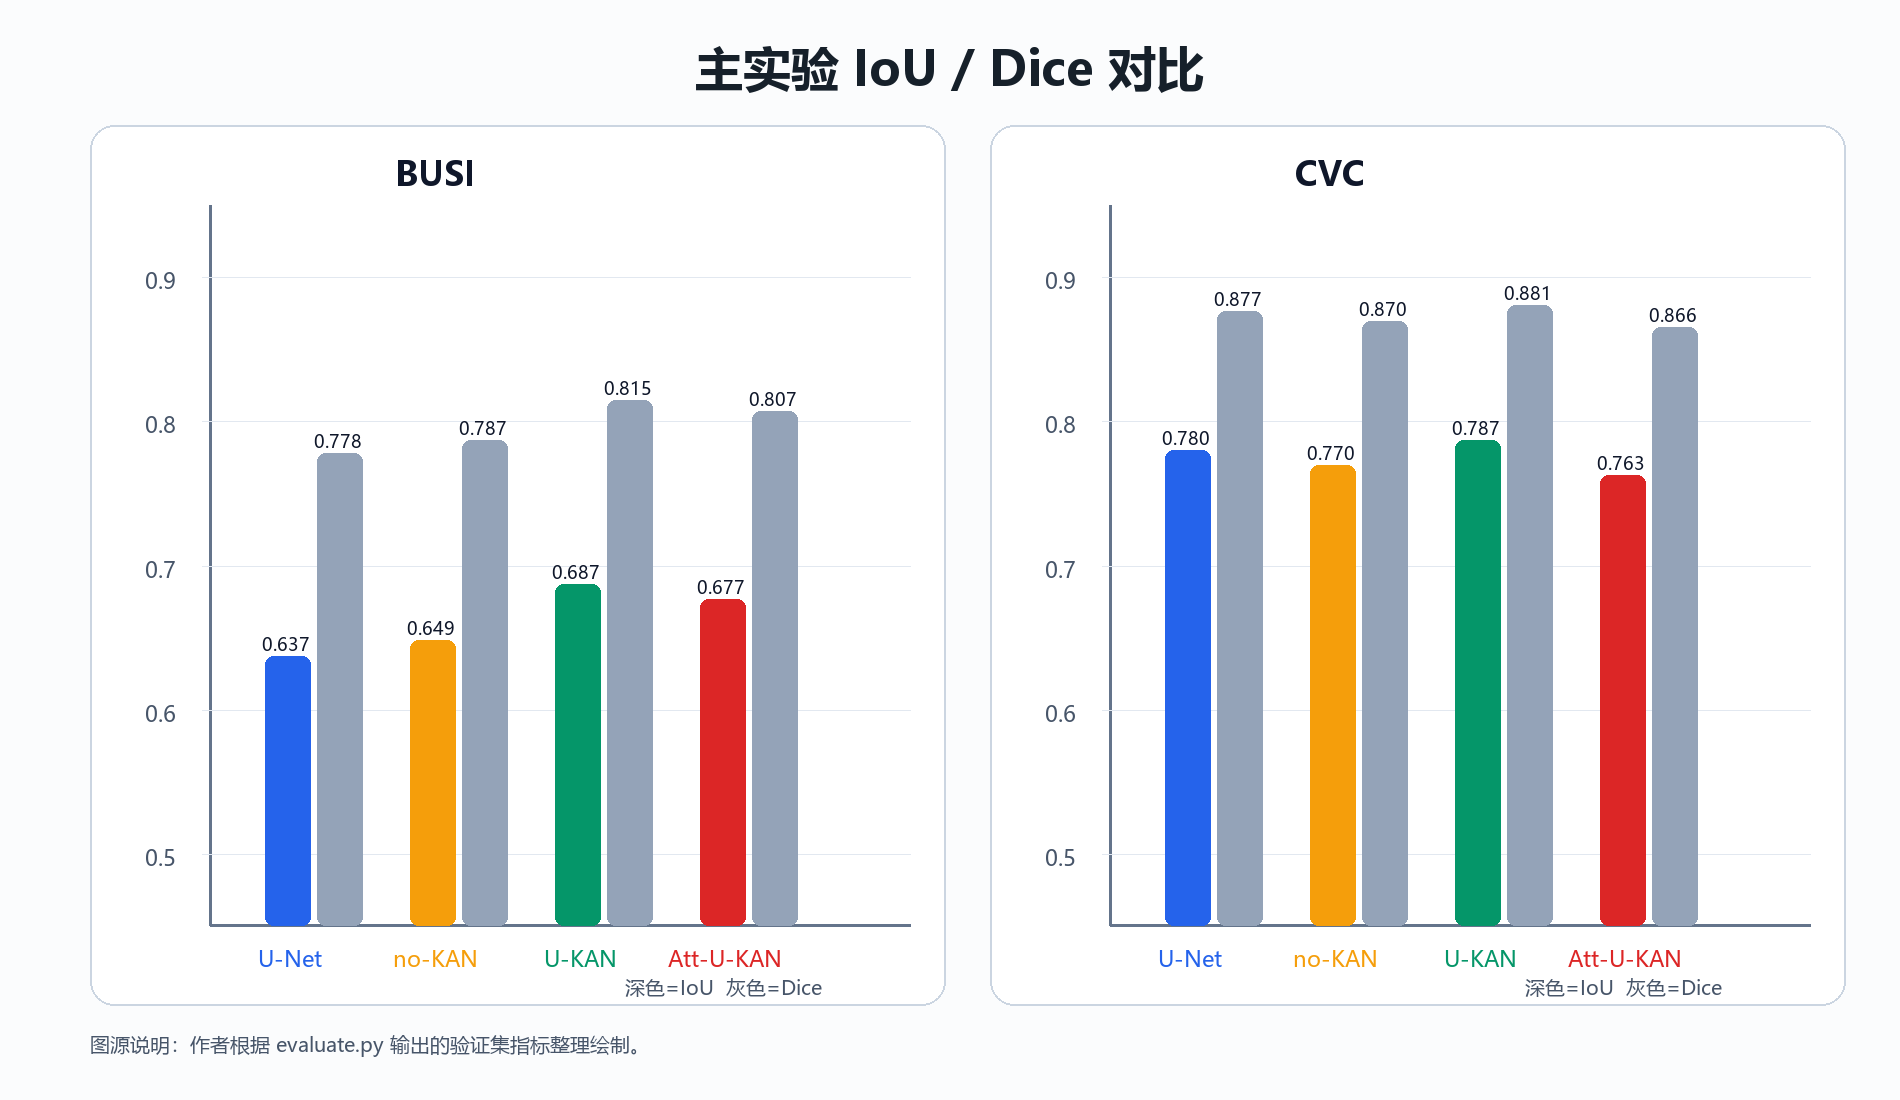 主实验 IoU / Dice 对比
BUSI
0.9
0.8
0.7
0.6
0.5
0.637
0.778
0.649
0.787
0.687
0.815
0.677
0.807
U-Net
no-KAN
U-KAN
Att-U-KAN
深色=IoU 灰色=Dice
CVC
0.9
0.8
0.7
0.6
0.5
0.780
0.877
0.770
0.870
0.787
0.881
0.763
0.866
U-Net
no-KAN
U-KAN
Att-U-KAN
深色=IoU 灰色=Dice
图源说明：作者根据 evaluate.py 输出的验证集指标整理绘制。